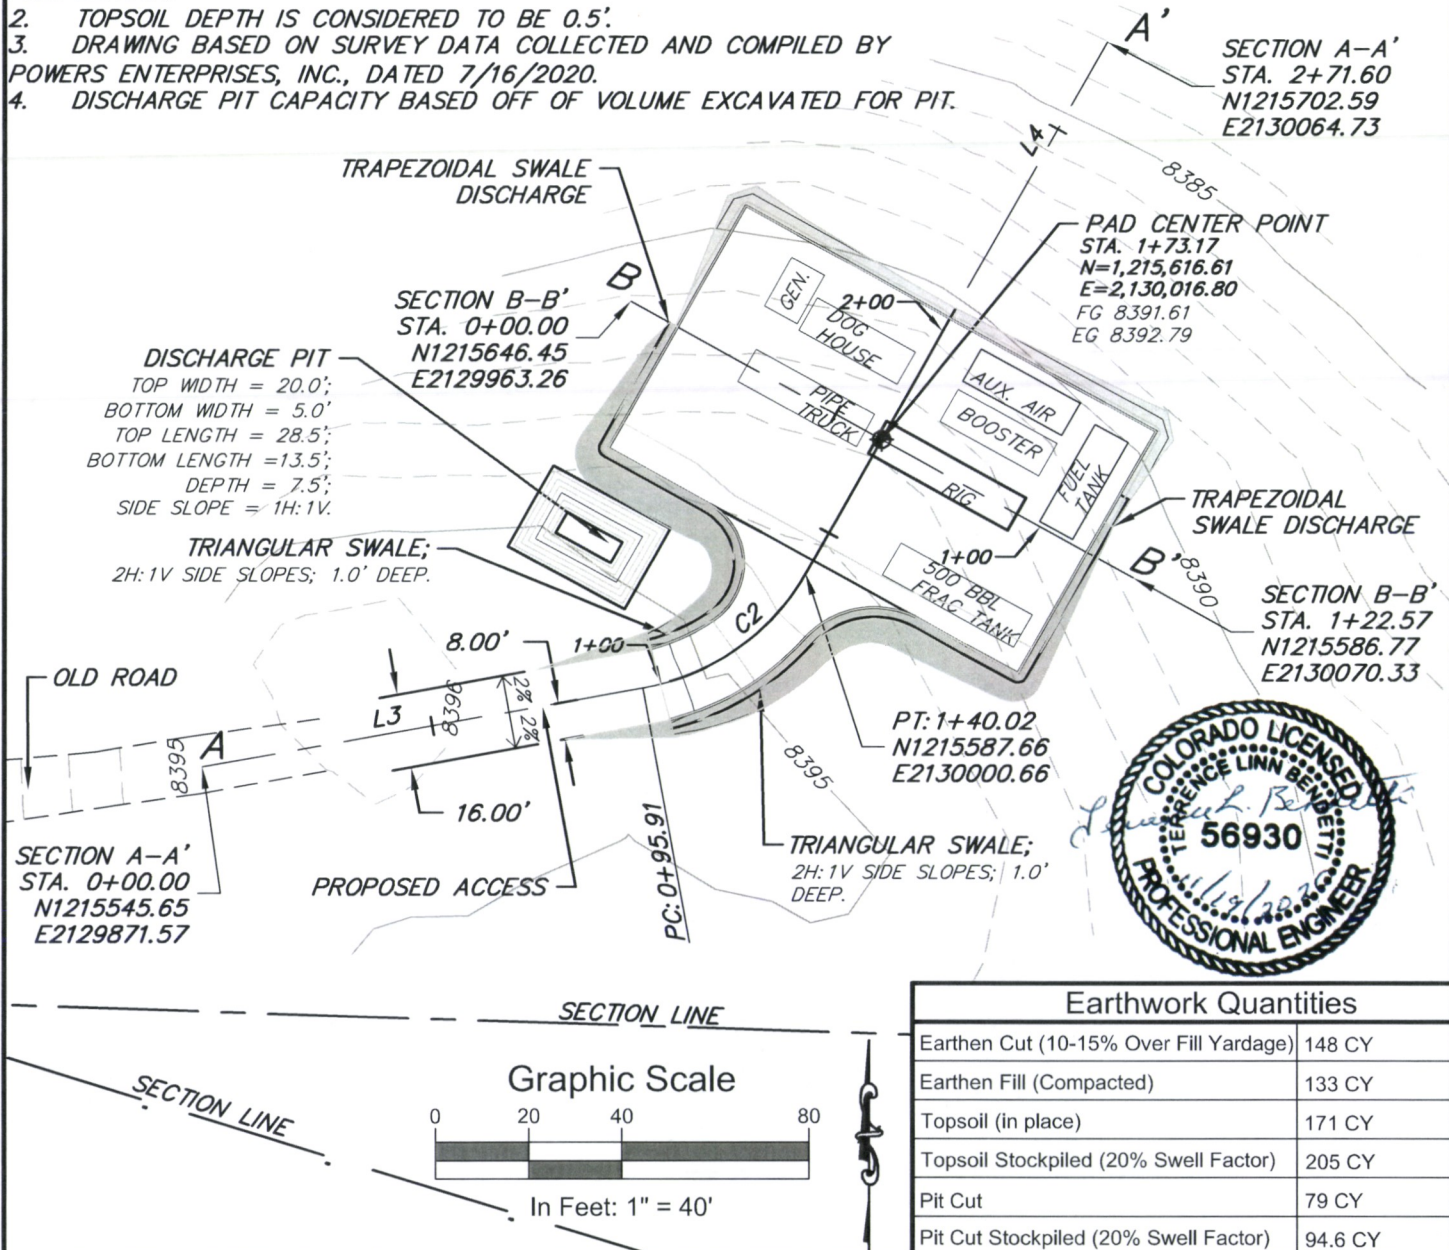 2. TOPSOIL DEPTH IS CONSIDERED TO BE 0.5'.
3. DRAWING BASED ON SURVEY DATA COLLECTED AND COMPILED BY
POWERS ENTERPRISES, INC., DATED 7/16/2020.
4. DISCHARGE PIT CAPACITY BASED OFF OF VOLUME EXCAVATED FOR PIT.
A'
SECTION A-A'
STA. 2+71.60
N1215702.59
E2130064.73
L4
8385
TRAPEZOIDAL SWALE
DISCHARGE
PAD CENTER POINT
STA. 1+73.17
N=1,215,616.61
E=2,130,016.80
FG 8391.61
EG 8392.79
B
SECTION B-B'
STA. 0+00.00
N1215646.45
E2129963.26
GEN.
2+00
DOG
HOUSE
PIPE
TRUCK
AUX. AIR
BOOSTER
FUEL
TANK
RIG
1+00
500 BBL
FRAC TANK
DISCHARGE PIT
TOP WIDTH = 20.0';
BOTTOM WIDTH = 5.0'
TOP LENGTH = 28.5';
BOTTOM LENGTH =13.5';
DEPTH = 7.5';
SIDE SLOPE = 1H:1V.
TRAPEZOIDAL
SWALE DISCHARGE
B'
8390
SECTION B-B'
STA. 1+22.57
N1215586.77
E2130070.33
TRIANGULAR SWALE;
2H:1V SIDE SLOPES; 1.0' DEEP.
C2
1+00
8.00'
OLD ROAD
L3
8396
2% 2%
8395
A
16.00'
PT: 1+40.02
N1215587.66
E2130000.66
8395
SECTION A-A'
STA. 0+00.00
N1215545.65
E2129871.57
PROPOSED ACCESS
PC: 0+95.91
TRIANGULAR SWALE;
2H:1V SIDE SLOPES; 1.0'
DEEP.
COLORADO LICENSED
TERRENCE LINN BENDETTI
56930
11/19/2020
PROFESSIONAL ENGINEER
SECTION LINE
SECTION LINE
Graphic Scale
0 20 40 80
In Feet: 1" = 40'
Earthwork Quantities
Earthen Cut (10-15% Over Fill Yardage) 148 CY
Earthen Fill (Compacted) 133 CY
Topsoil (in place) 171 CY
Topsoil Stockpiled (20% Swell Factor) 205 CY
Pit Cut 79 CY
Pit Cut Stockpiled (20% Swell Factor) 94.6 CY